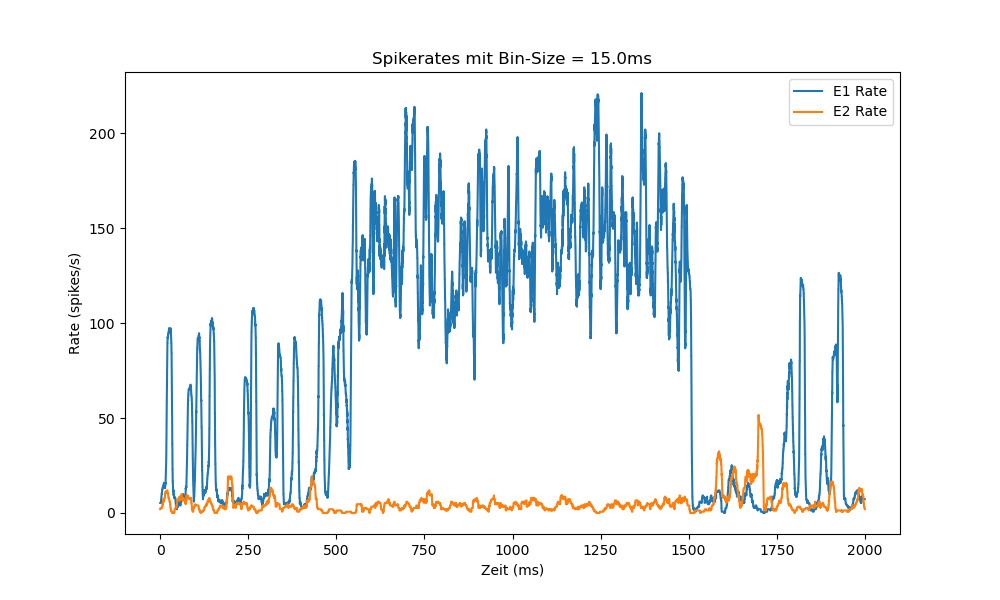 Spikerates mit Bin-Size = 15.0ms
E1 Rate
E2 Rate
Rate (spikes/s)
200
150
100
50
0
0 250 500 750 1000 1250 1500 1750 2000
Zeit (ms)